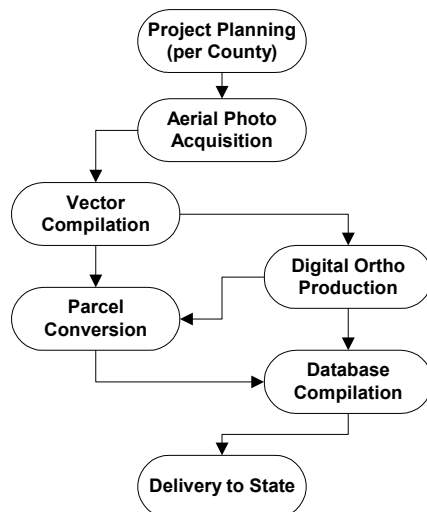 Project Planning
(per County)
Aerial Photo
Acquisition
Vector
Compilation
Digital Ortho
Production
Parcel
Conversion
Database
Compilation
Delivery to State